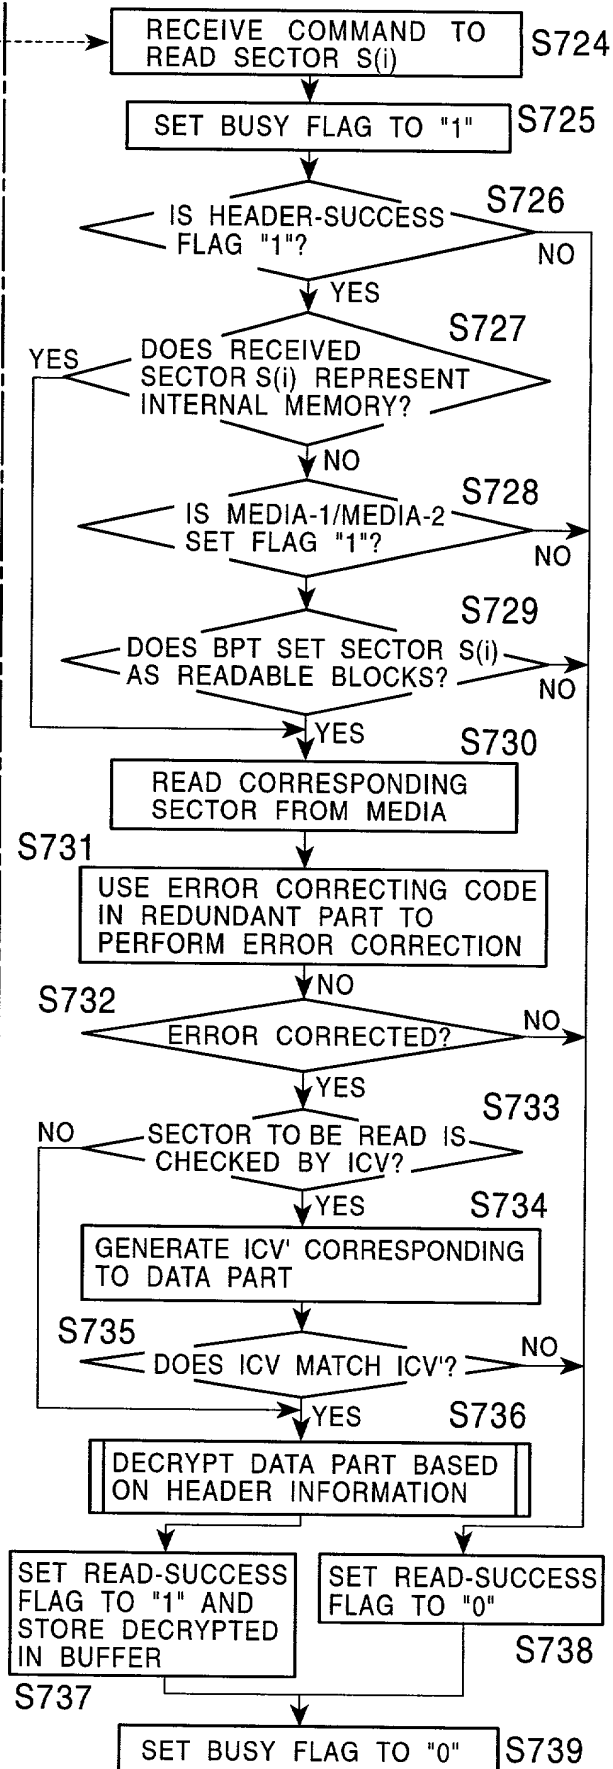 RECEIVE COMMAND TO
READ SECTOR S(i)
S724
SET BUSY FLAG TO "1"
S725
S726
IS HEADER-SUCCESS
FLAG "1"?
NO
YES
S727
YES
DOES RECEIVED
SECTOR S(i) REPRESENT
INTERNAL MEMORY?
NO
S728
IS MEDIA-1/MEDIA-2
SET FLAG "1"?
NO
S729
DOES BPT SET SECTOR S(i)
AS READABLE BLOCKS?
NO
YES
S730
READ CORRESPONDING
SECTOR FROM MEDIA
S731
USE ERROR CORRECTING CODE
IN REDUNDANT PART TO
PERFORM ERROR CORRECTION
NO
S732
ERROR CORRECTED?
NO
YES
S733
NO
SECTOR TO BE READ IS
CHECKED BY ICV?
YES
S734
GENERATE ICV' CORRESPONDING
TO DATA PART
S735
DOES ICV MATCH ICV'?
NO
YES
S736
DECRYPT DATA PART BASED
ON HEADER INFORMATION
SET READ-SUCCESS
FLAG TO "1" AND
STORE DECRYPTED
IN BUFFER
S737
SET READ-SUCCESS
FLAG TO "0"
S738
SET BUSY FLAG TO "0"
S739